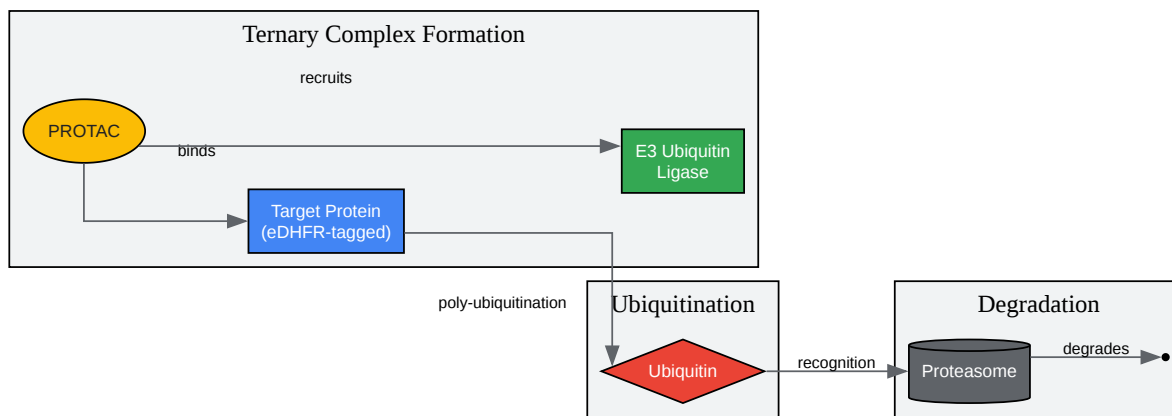 Ternary Complex Formation
recruits
PROTAC
binds
E3 Ubiquitin
Ligase
Target Protein
(eDHFR-tagged)
poly-ubiquitination
Ubiquitination
Degradation
Ubiquitin
recognition
Proteasome
degrades